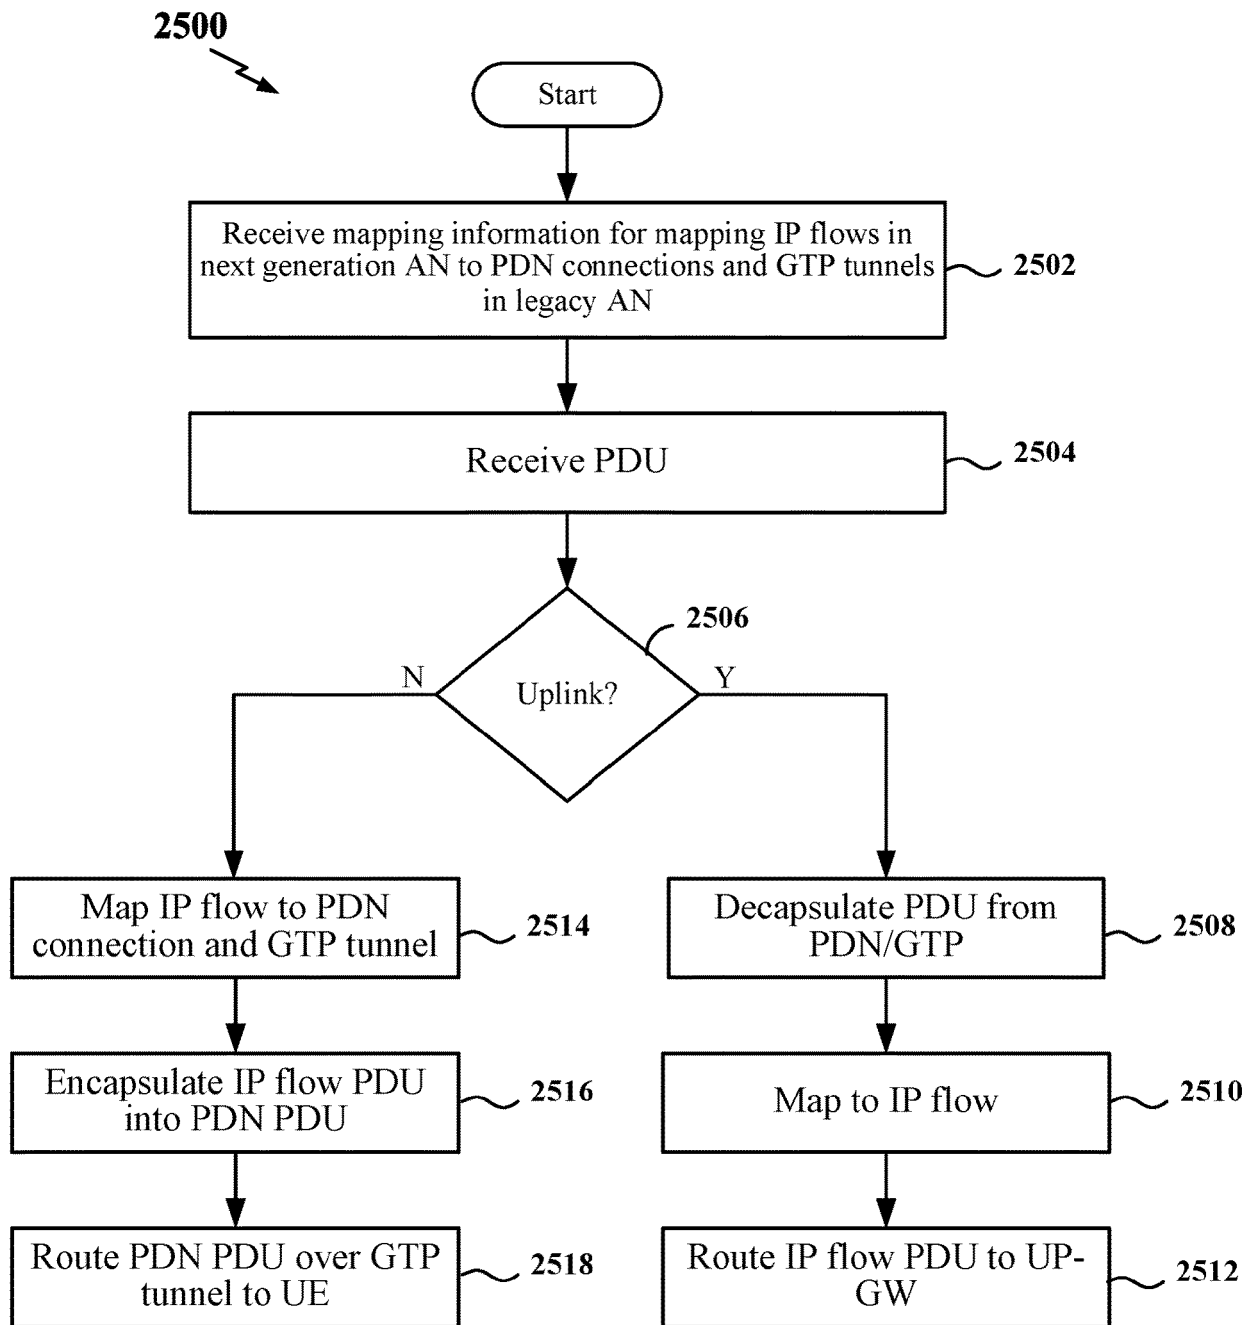 2500
Start
Receive mapping information for mapping IP flows in
next generation AN to PDN connections and GTP tunnels
in legacy AN
2502
Receive PDU
2504
2506
Uplink?
N
Y
Map IP flow to PDN
connection and GTP tunnel
2514
Decapsulate PDU from
PDN/GTP
2508
Encapsulate IP flow PDU
into PDN PDU
2516
Map to IP flow
2510
Route PDN PDU over GTP
tunnel to UE
2518
Route IP flow PDU to UP-
GW
2512